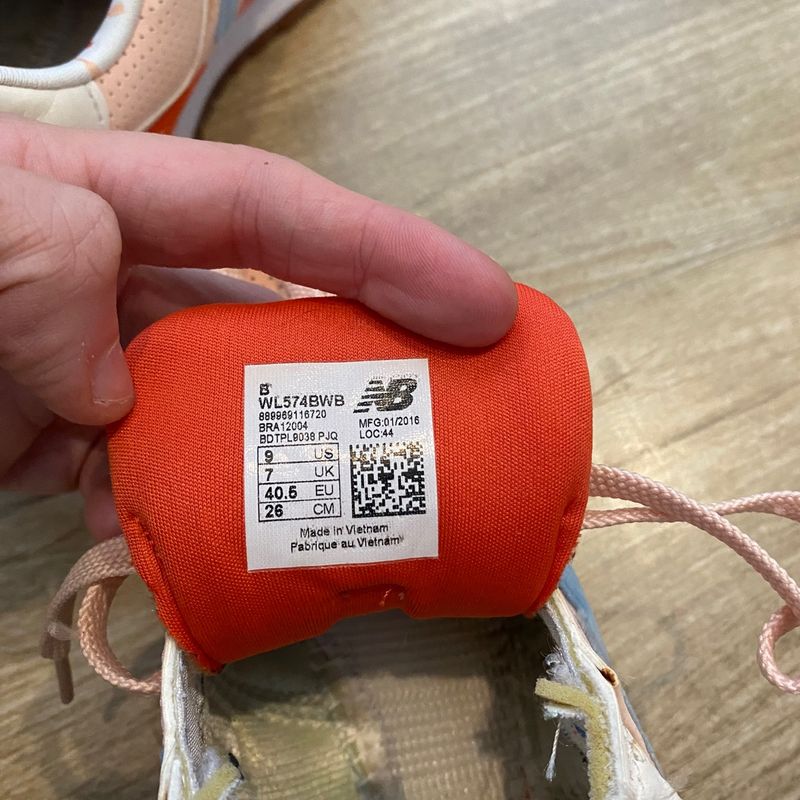 B
WL574BWB
889969116720
BRA12004
BDTPL9038 PJQ
NB
MFG:01/2016
LOC:44
9 US
7 UK
40.5 EU
26 CM
Made in Vietnam
Fabrique au Vietnam